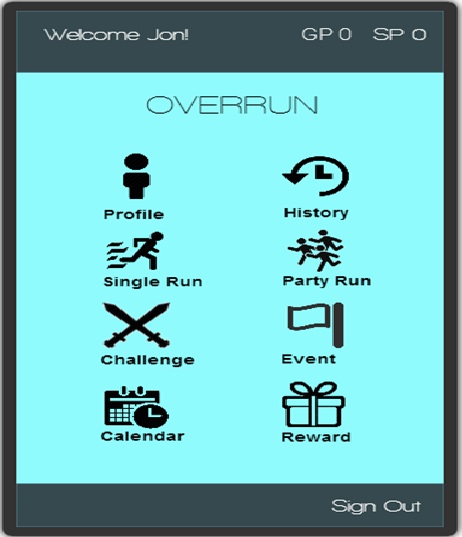 Welcome Jon! GP 0 SP 0
OVERRUN
Profile History
Single Run Party Run
Challenge Event
Calendar Reward
Sign Out